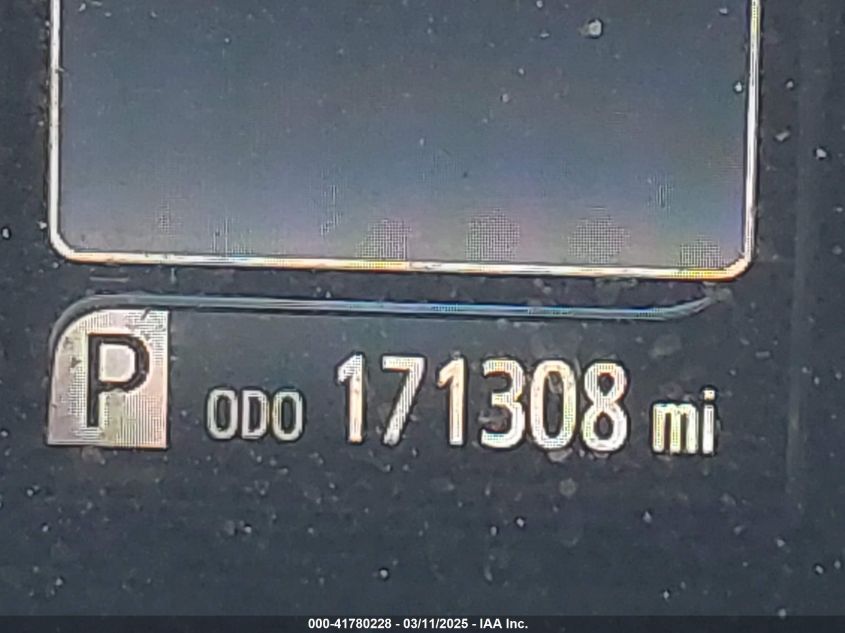 P ODO 171308 mi
000-41780228 - 03/11/2025 - IAA Inc.